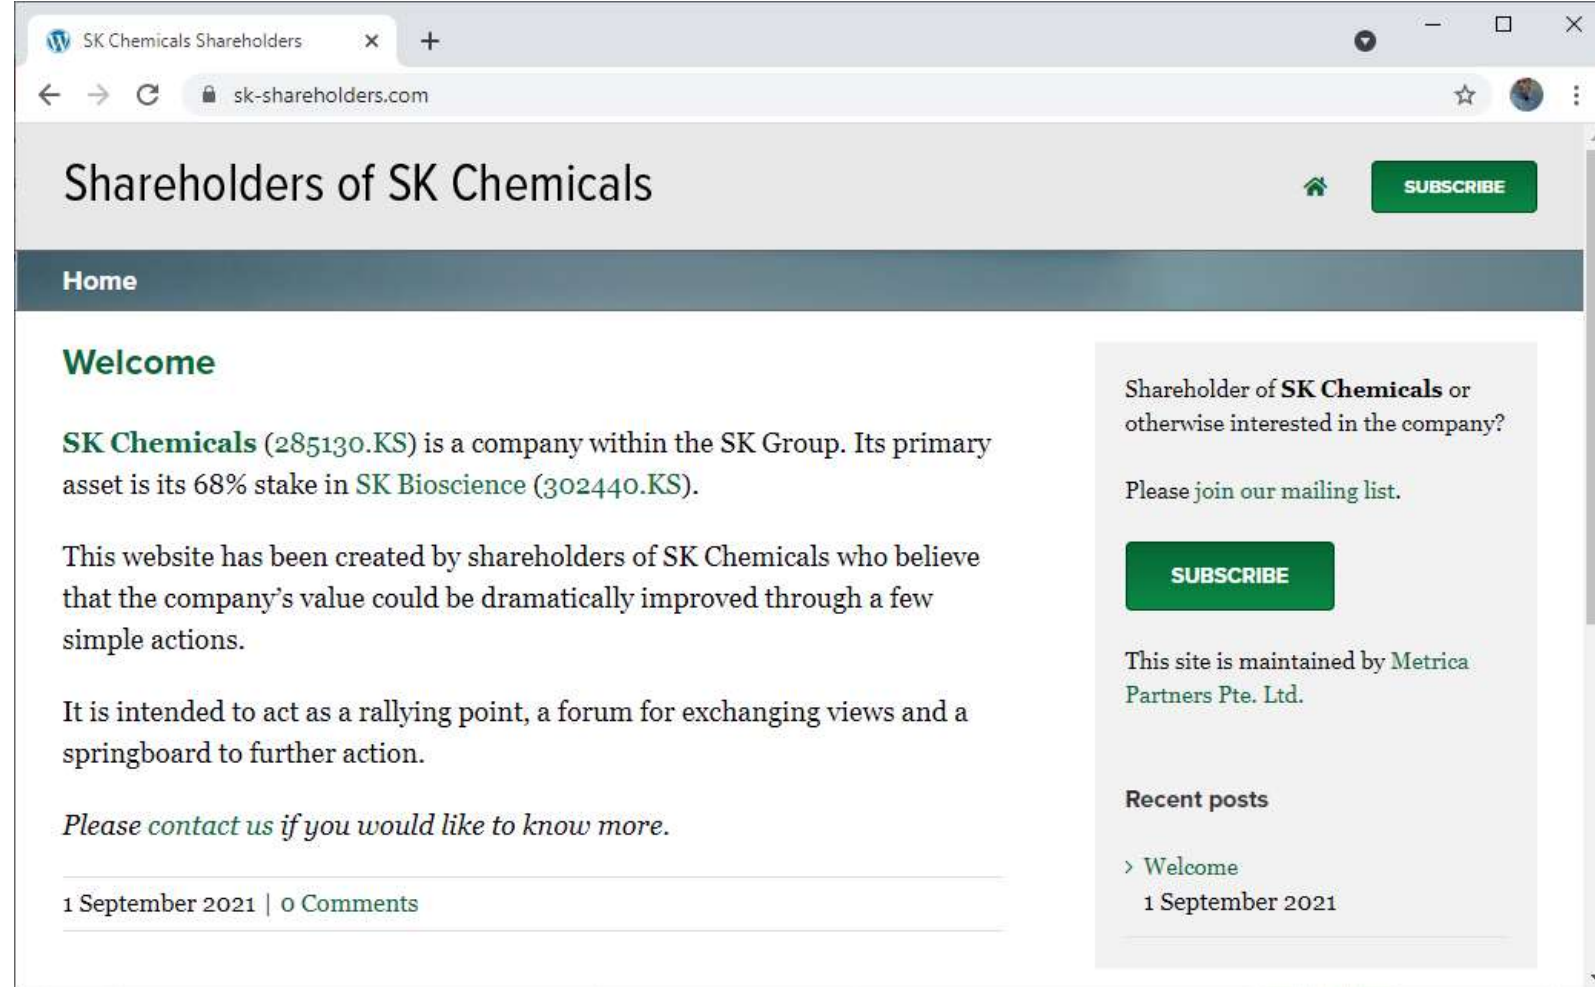 SK Chemicals Shareholders
sk-shareholders.com
Shareholders of SK Chemicals
SUBSCRIBE
Home
Welcome
SK Chemicals (285130.KS) is a company within the SK Group. Its primary
asset is its 68% stake in SK Bioscience (302440.KS).
This website has been created by shareholders of SK Chemicals who believe
that the company’s value could be dramatically improved through a few
simple actions.
It is intended to act as a rallying point, a forum for exchanging views and a
springboard to further action.
Please contact us if you would like to know more.
1 September 2021 | 0 Comments
Shareholder of SK Chemicals or
otherwise interested in the company?
Please join our mailing list.
SUBSCRIBE
This site is maintained by Metrica
Partners Pte. Ltd.
Recent posts
> Welcome
1 September 2021